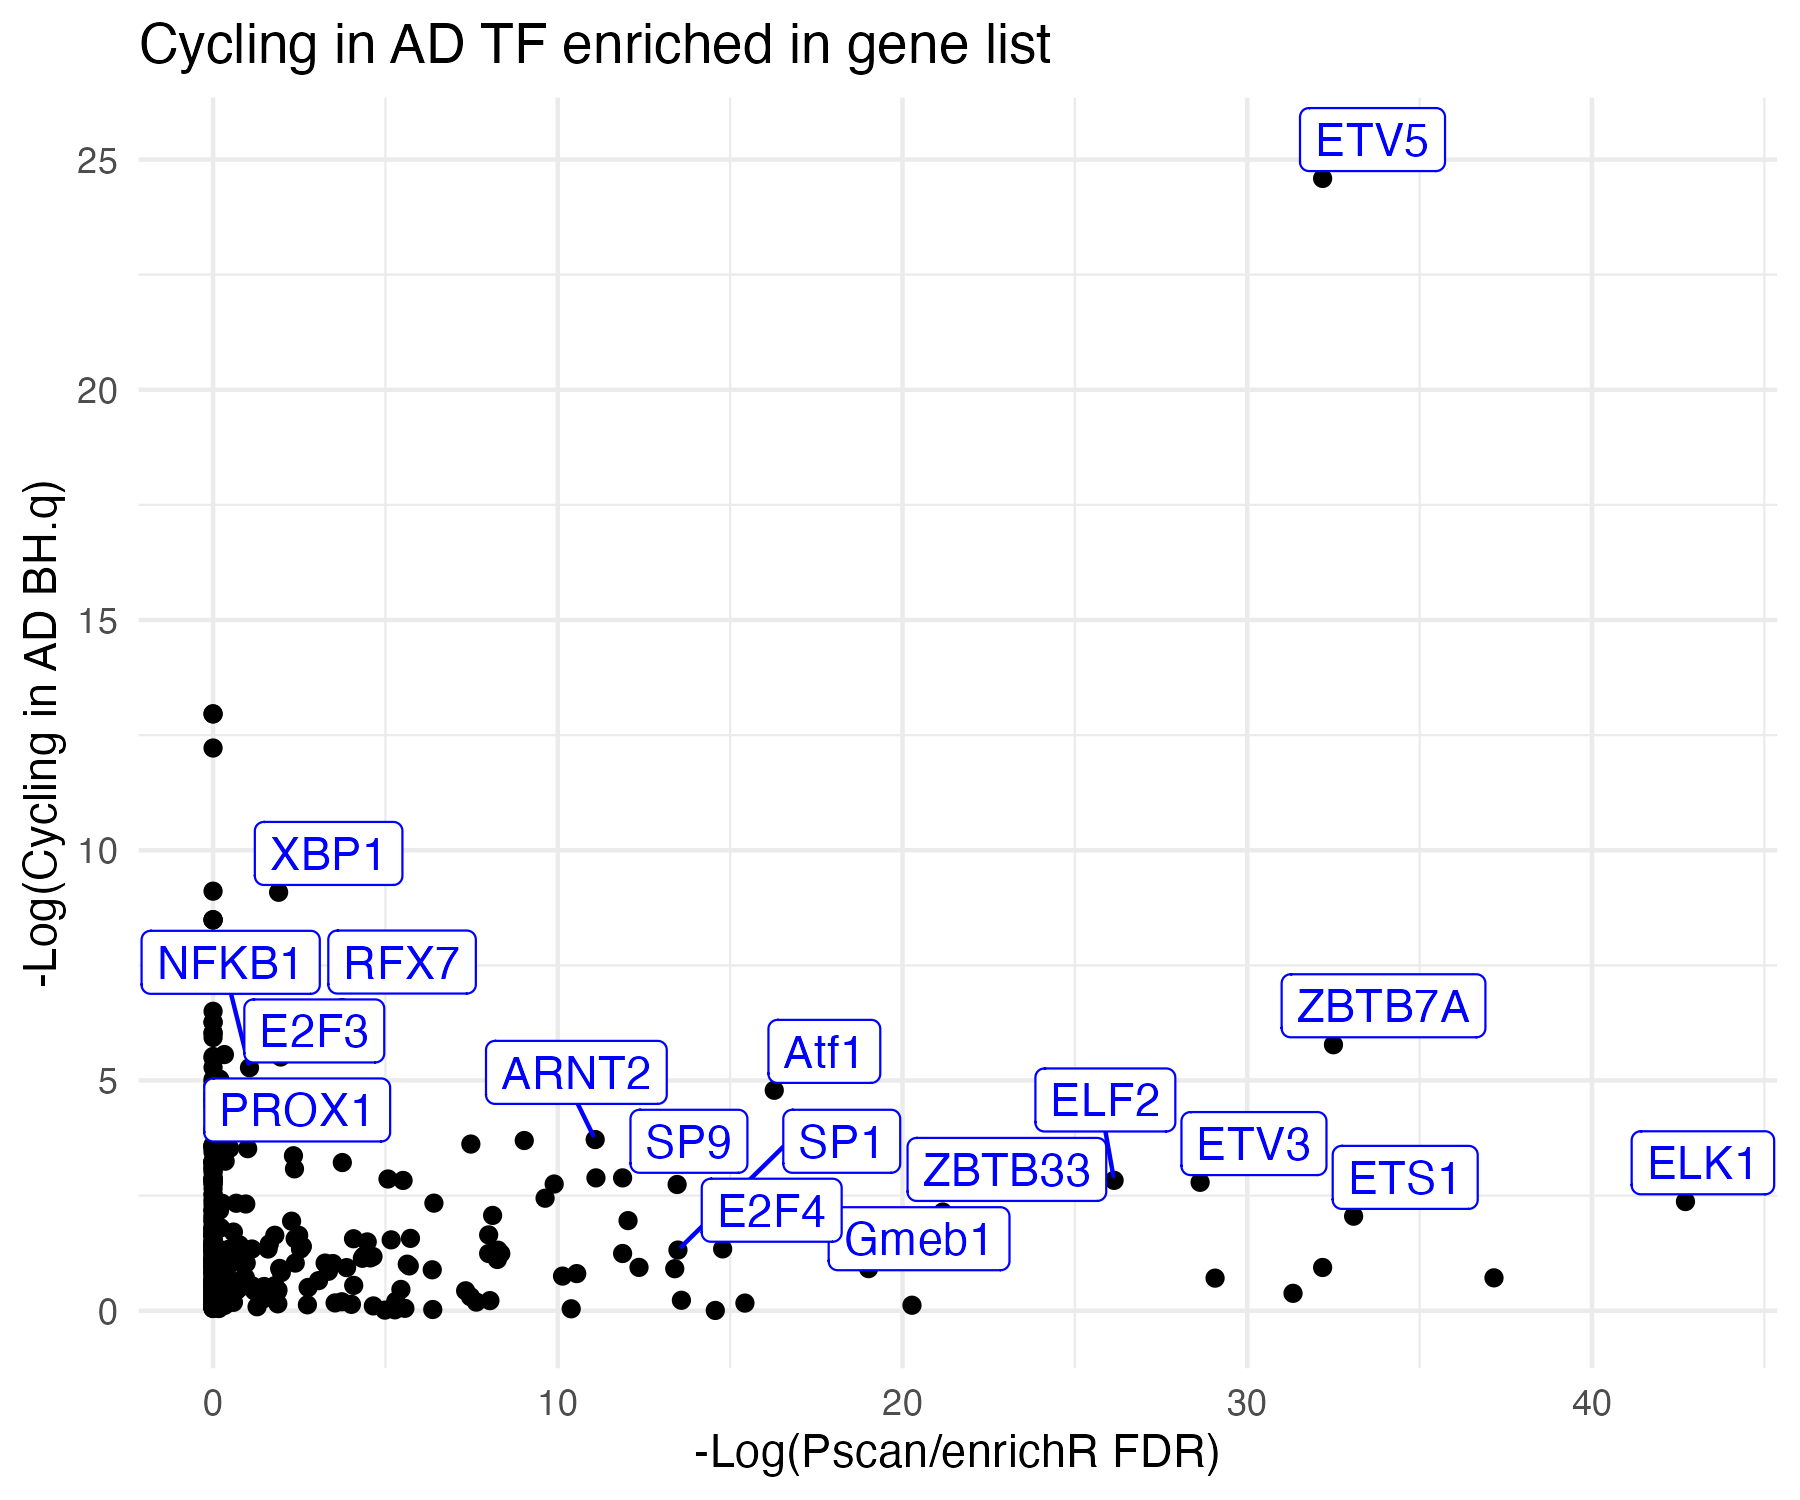 Cycling in AD TF enriched in gene list
ETV5
25
20
15
10
5
0
-Log(Cycling in AD BH.q)
XBP1
NFKB1
RFX7
E2F3
PROX1
ARNT2
Atf1
SP9
SP1
E2F4
ZBTB33
Gmeb1
ELF2
ZBTB7A
ETV3
ETS1
ELK1
0
10
20
30
40
-Log(Pscan/enrichR FDR)